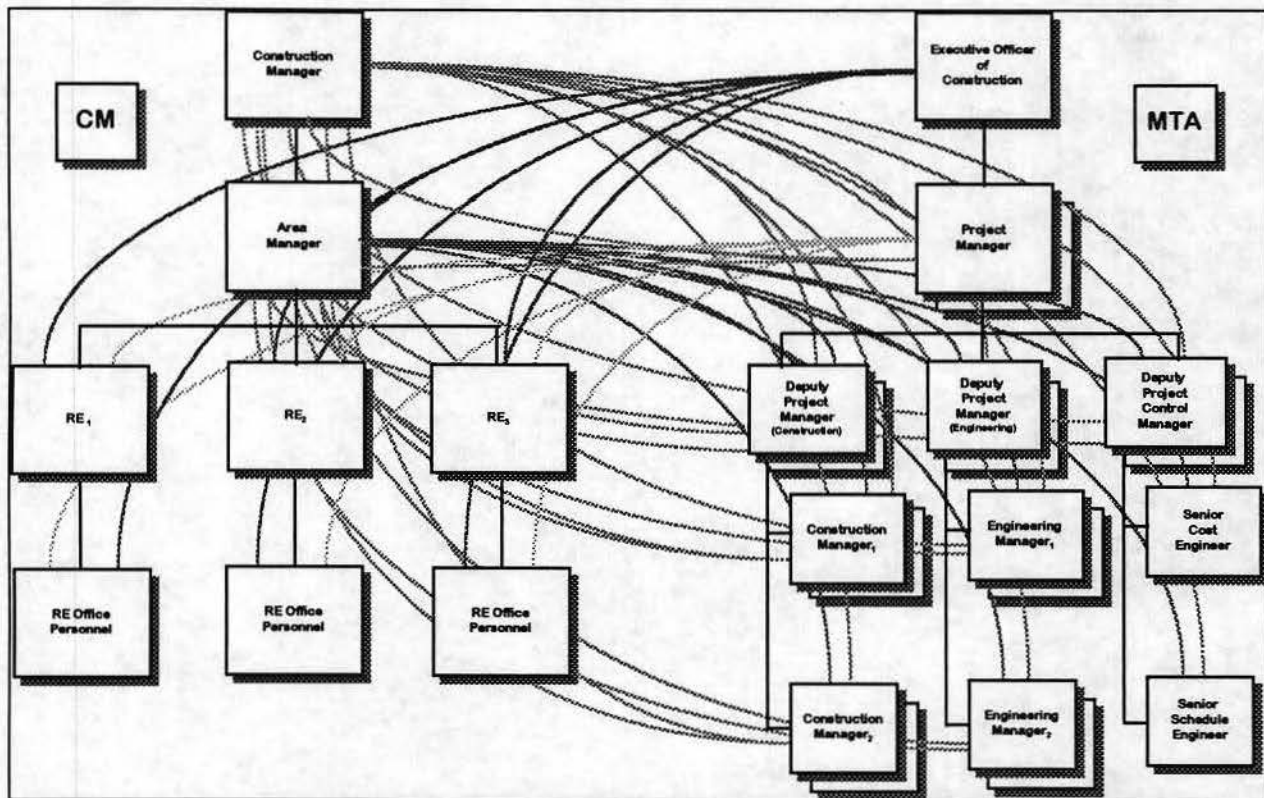 Construction
Manager
Executive Officer
of
Construction
CM
MTA
Area
Manager
Project
Manager
RE 1
RE2
RE3
Deputy
Project
Manager
(Construction)
Deputy
Project
Manager
(Engineering)
Deputy
Project
Control
Manager
Construction
Manager1
Engineering
Manager1
Senior
Cost
Engineer
RE Office
Personnel
RE Office
Personnel
RE Office
Personnel
Construction
Manager2
Engineering
Manager2
Senior
Schedule
Engineer